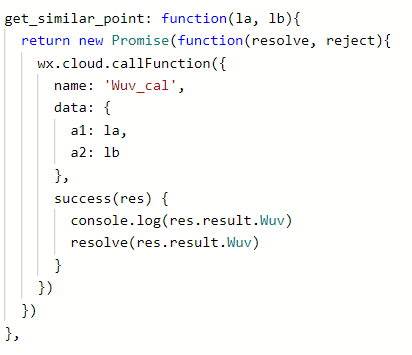 get_similar_point: function(la, lb){
return new Promise(function(resolve, reject){
wx.cloud.callFunction({
name: 'Wuv_cal',
data: {
a1: la,
a2: lb
},
success(res) {
console.log(res.result.Wuv)
resolve(res.result.Wuv)
}
})
})
},